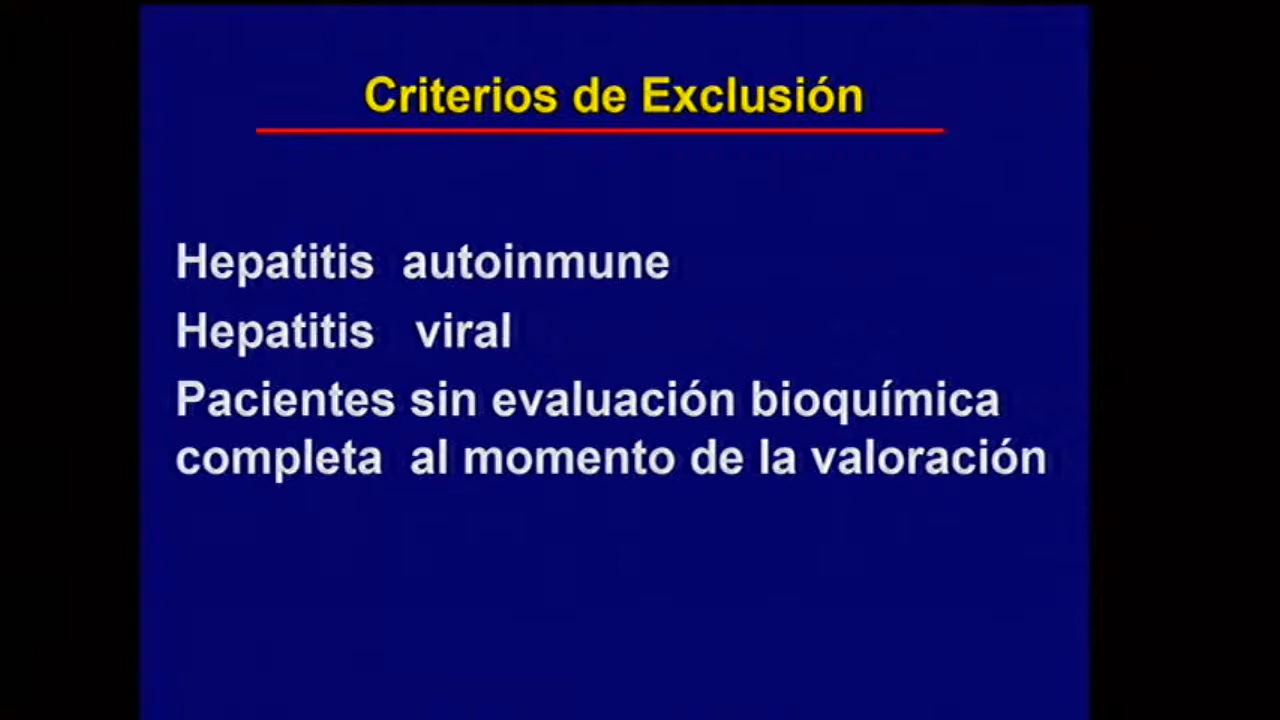 Criterios de Exclusión
Hepatitis autoinmune
Hepatitis viral
Pacientes sin evaluación bioquímica
completa al momento de la valoración